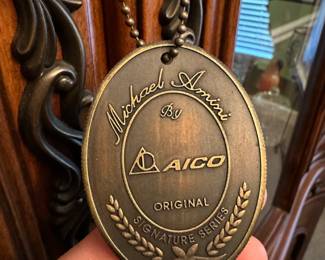 Michael Amini
By
AICO
ORIGINAL
SIGNATURE SERIES